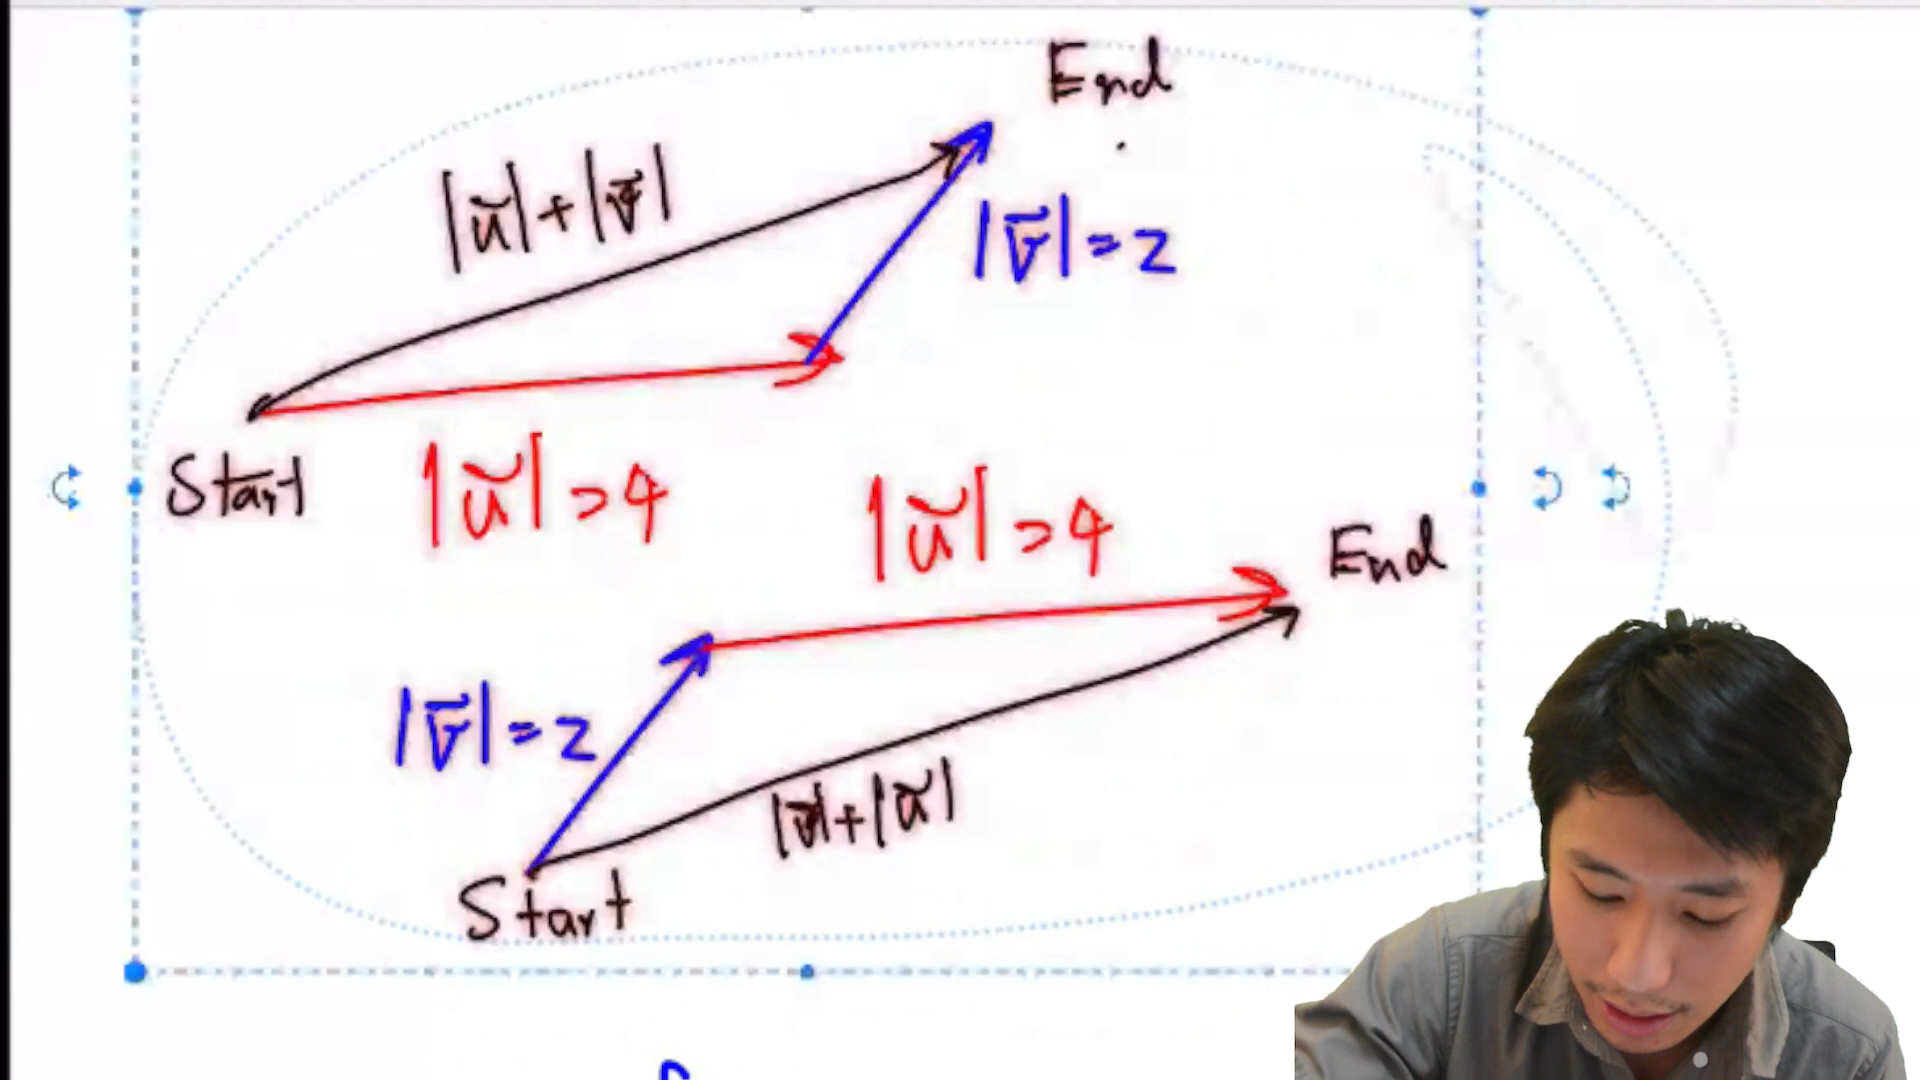 End
|ũ|+|ṽ|
|ṽ|=2
Start
|ũ|=4
|ũ|=4
End
|ṽ|=2
|ṽ|+|ũ|
Start